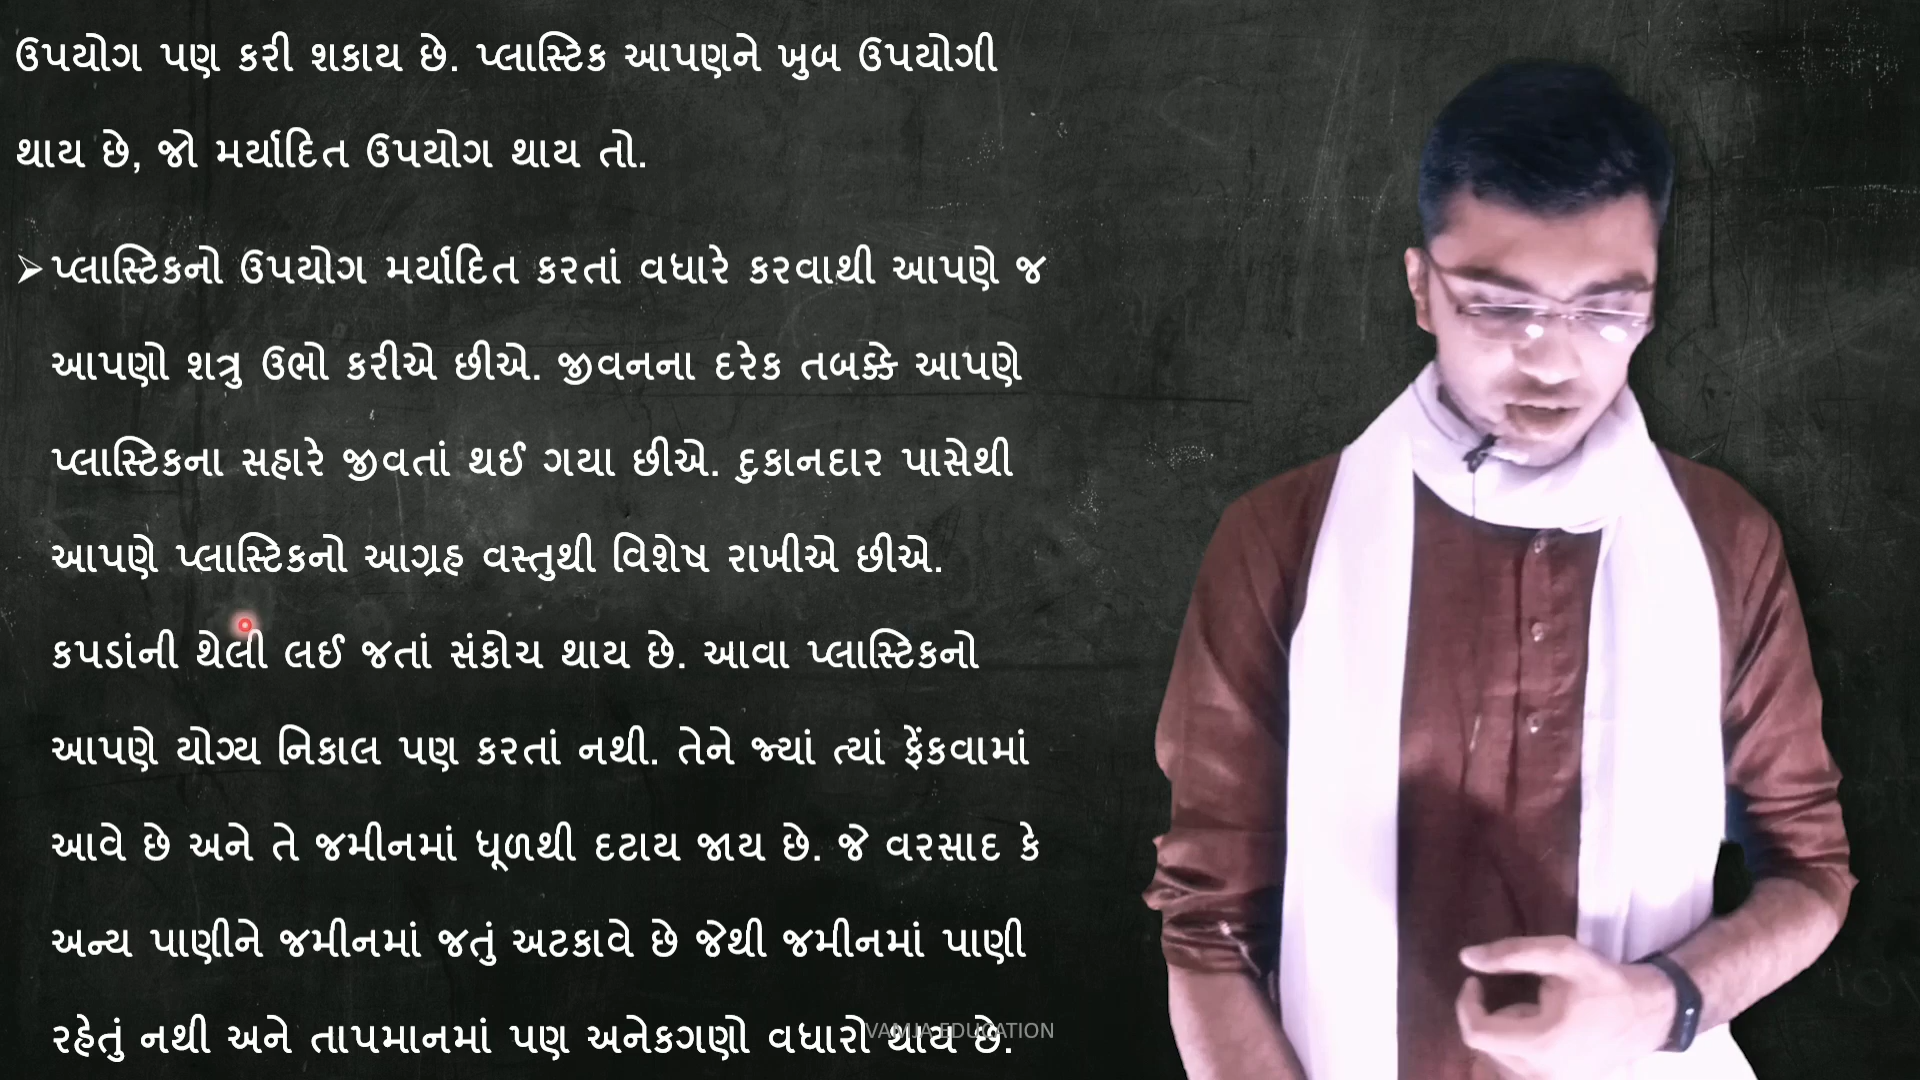 ઉપયોગ પણ કરી શકાય છે. પ્લાસ્ટિક આપણને ખુબ ઉપયોગી
થાય છે, જો મર્યાદિત ઉપયોગ થાય તો.
➢ પ્લાસ્ટિકનો ઉપયોગ મર્યાદિત કરતાં વધારે કરવાથી આપણે જ
આપણો શત્રુ ઉભો કરીએ છીએ. જીવનના દરેક તબક્કે આપણે
પ્લાસ્ટિકના સહારે જીવતાં થઈ ગયા છીએ. દુકાનદાર પાસેથી
આપણે પ્લાસ્ટિકનો આગ્રહ વસ્તુથી વિશેષ રાખીએ છીએ.
કપડાંની થેલી લઈ જતાં સંકોચ થાય છે. આવા પ્લાસ્ટિકનો
આપણે યોગ્ય નિકાલ પણ કરતાં નથી. તેને જ્યાં ત્યાં ફેંકવામાં
આવે છે અને તે જમીનમાં ધૂળથી દટાય જાય છે. જે વરસાદ કે
અન્ય પાણીને જમીનમાં જતું અટકાવે છે જેથી જમીનમાં પાણી
રહેતું નથી અને તાપમાનમાં પણ અનેકગણો વધારો થાય છે.
VAMJA EDUCATION